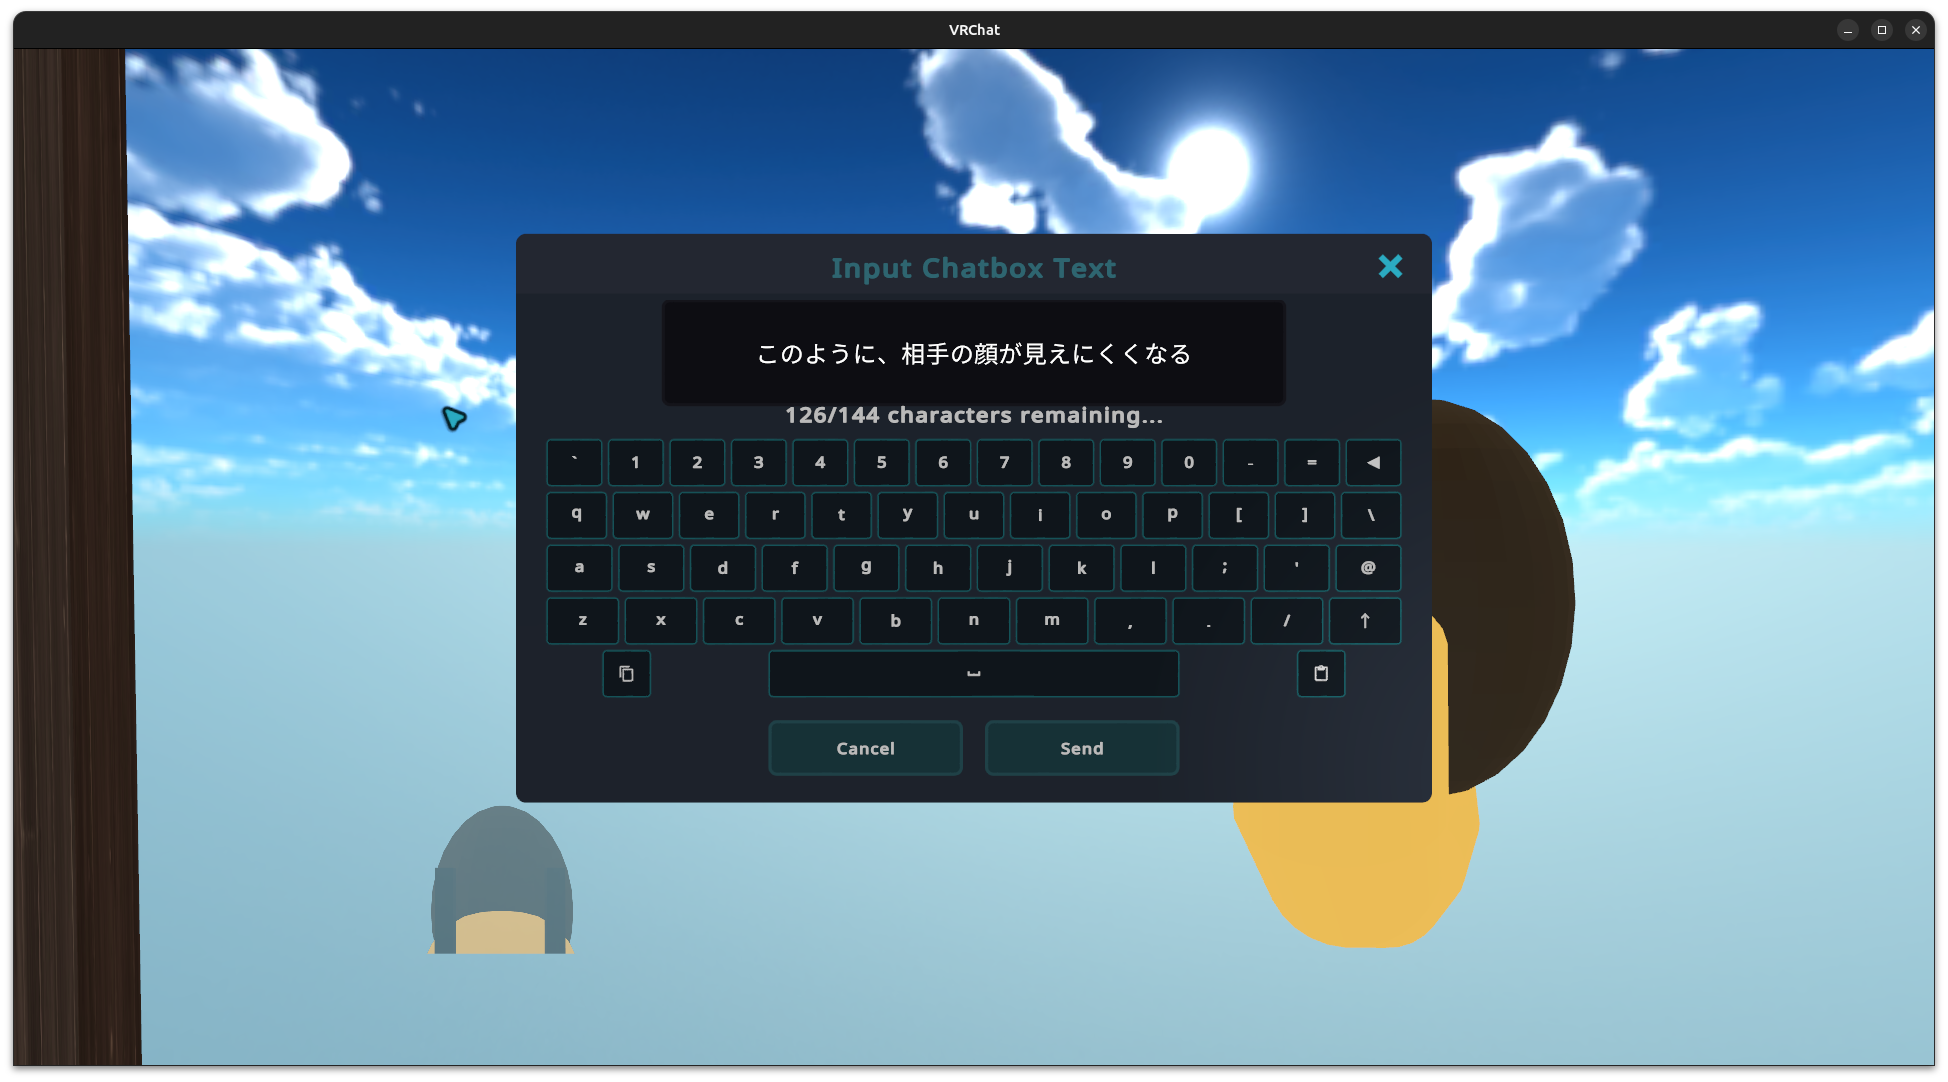 VRChat
Input Chatbox Text
このように、相手の顔が見えにくくなる
126/144 characters remaining...
` 1 2 3 4 5 6 7 8 9 0 - = ◀
q w e r t y u i o p [ ] \
a s d f g h j k l ; ' @
z x c v b n m , . / ↑
Cancel Send